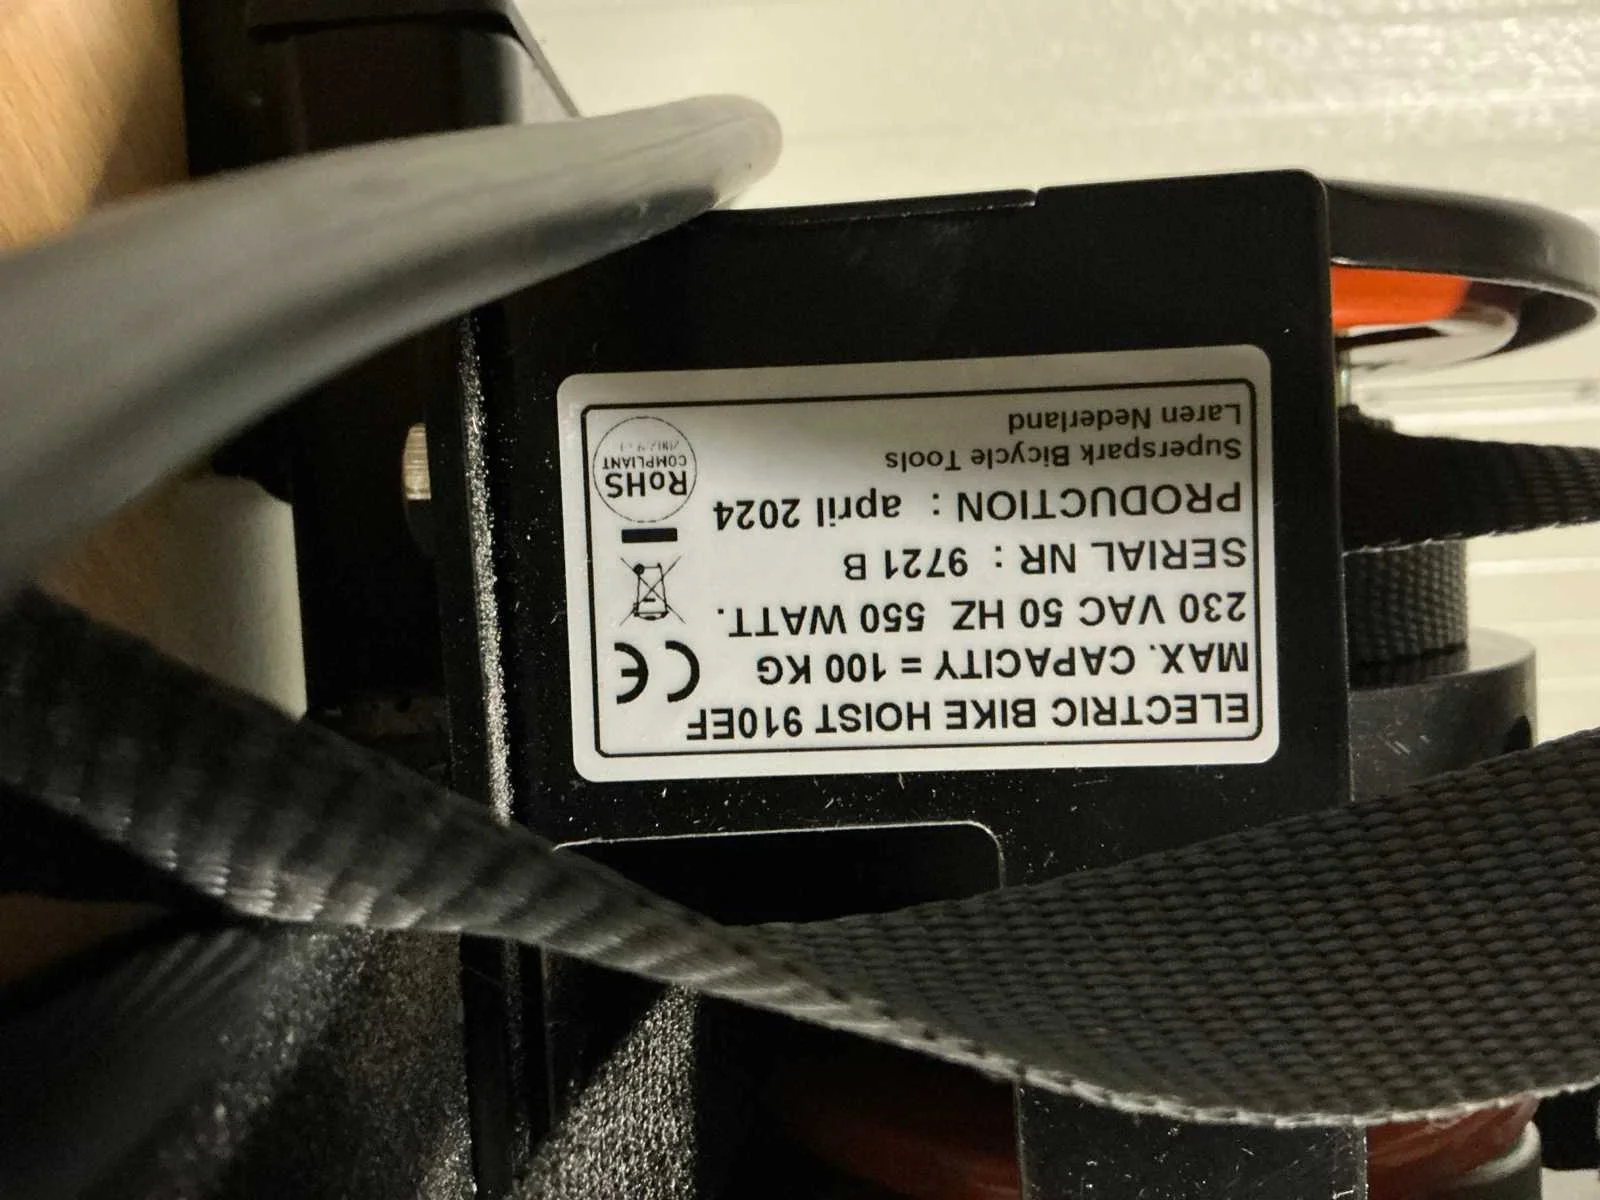 ELECTRIC BIKE HOIST 910EF
MAX. CAPACITY = 100 KG
230 VAC 50 HZ 550 WATT.
SERIAL NR : 9721 B
PRODUCTION : april 2024
Superspark Bicycle Tools
Laren Nederland
CE
RoHS
COMPLIANT